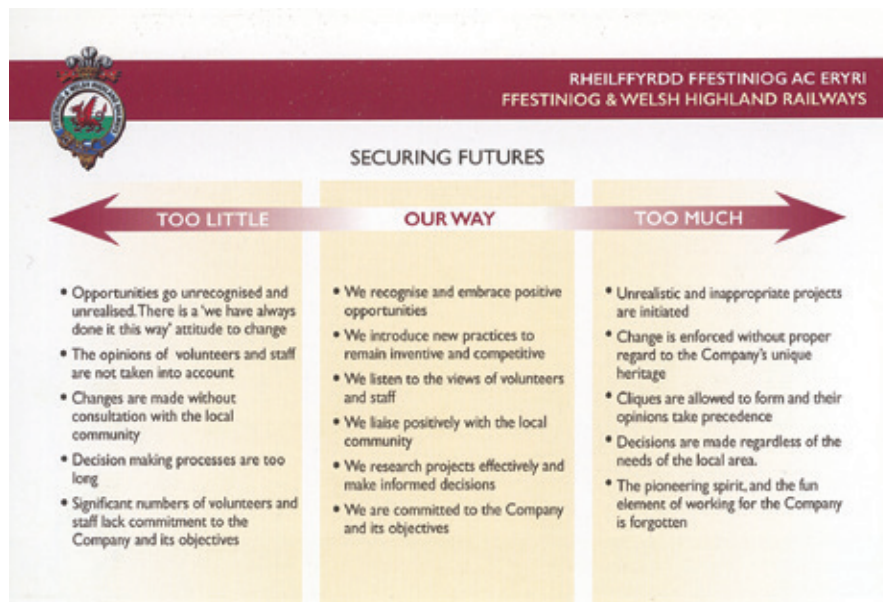 RHEILFFYRDD FFESTINIOG AC ERYRI
FFESTINIOG & WELSH HIGHLAND RAILWAYS
FFESTINIOG & WELSH HIGHLAND RAILWAYS
SECURING FUTURES
TOO LITTLE
• Opportunities go unrecognised and
unrealised. There is a 'we have always
done it this way' attitude to change
• The opinions of volunteers and staff
are not taken into account
• Changes are made without
consultation with the local
community
• Decision making processes are too
long
• Significant numbers of volunteers and
staff lack commitment to the
Company and its objectives
OUR WAY
• We recognise and embrace positive
opportunities
• We introduce new practices to
remain inventive and competitive
• We listen to the views of volunteers
and staff
• We liaise positively with the local
community
• We research projects effectively and
make informed decisions
• We are committed to the Company
and its objectives
TOO MUCH
• Unrealistic and inappropriate projects
are initiated
• Change is enforced without proper
regard to the Company's unique
heritage
• Cliques are allowed to form and their
opinions take precedence
• Decisions are made regardless of the
needs of the local area.
• The pioneering spirit, and the fun
element of working for the Company
is forgotten